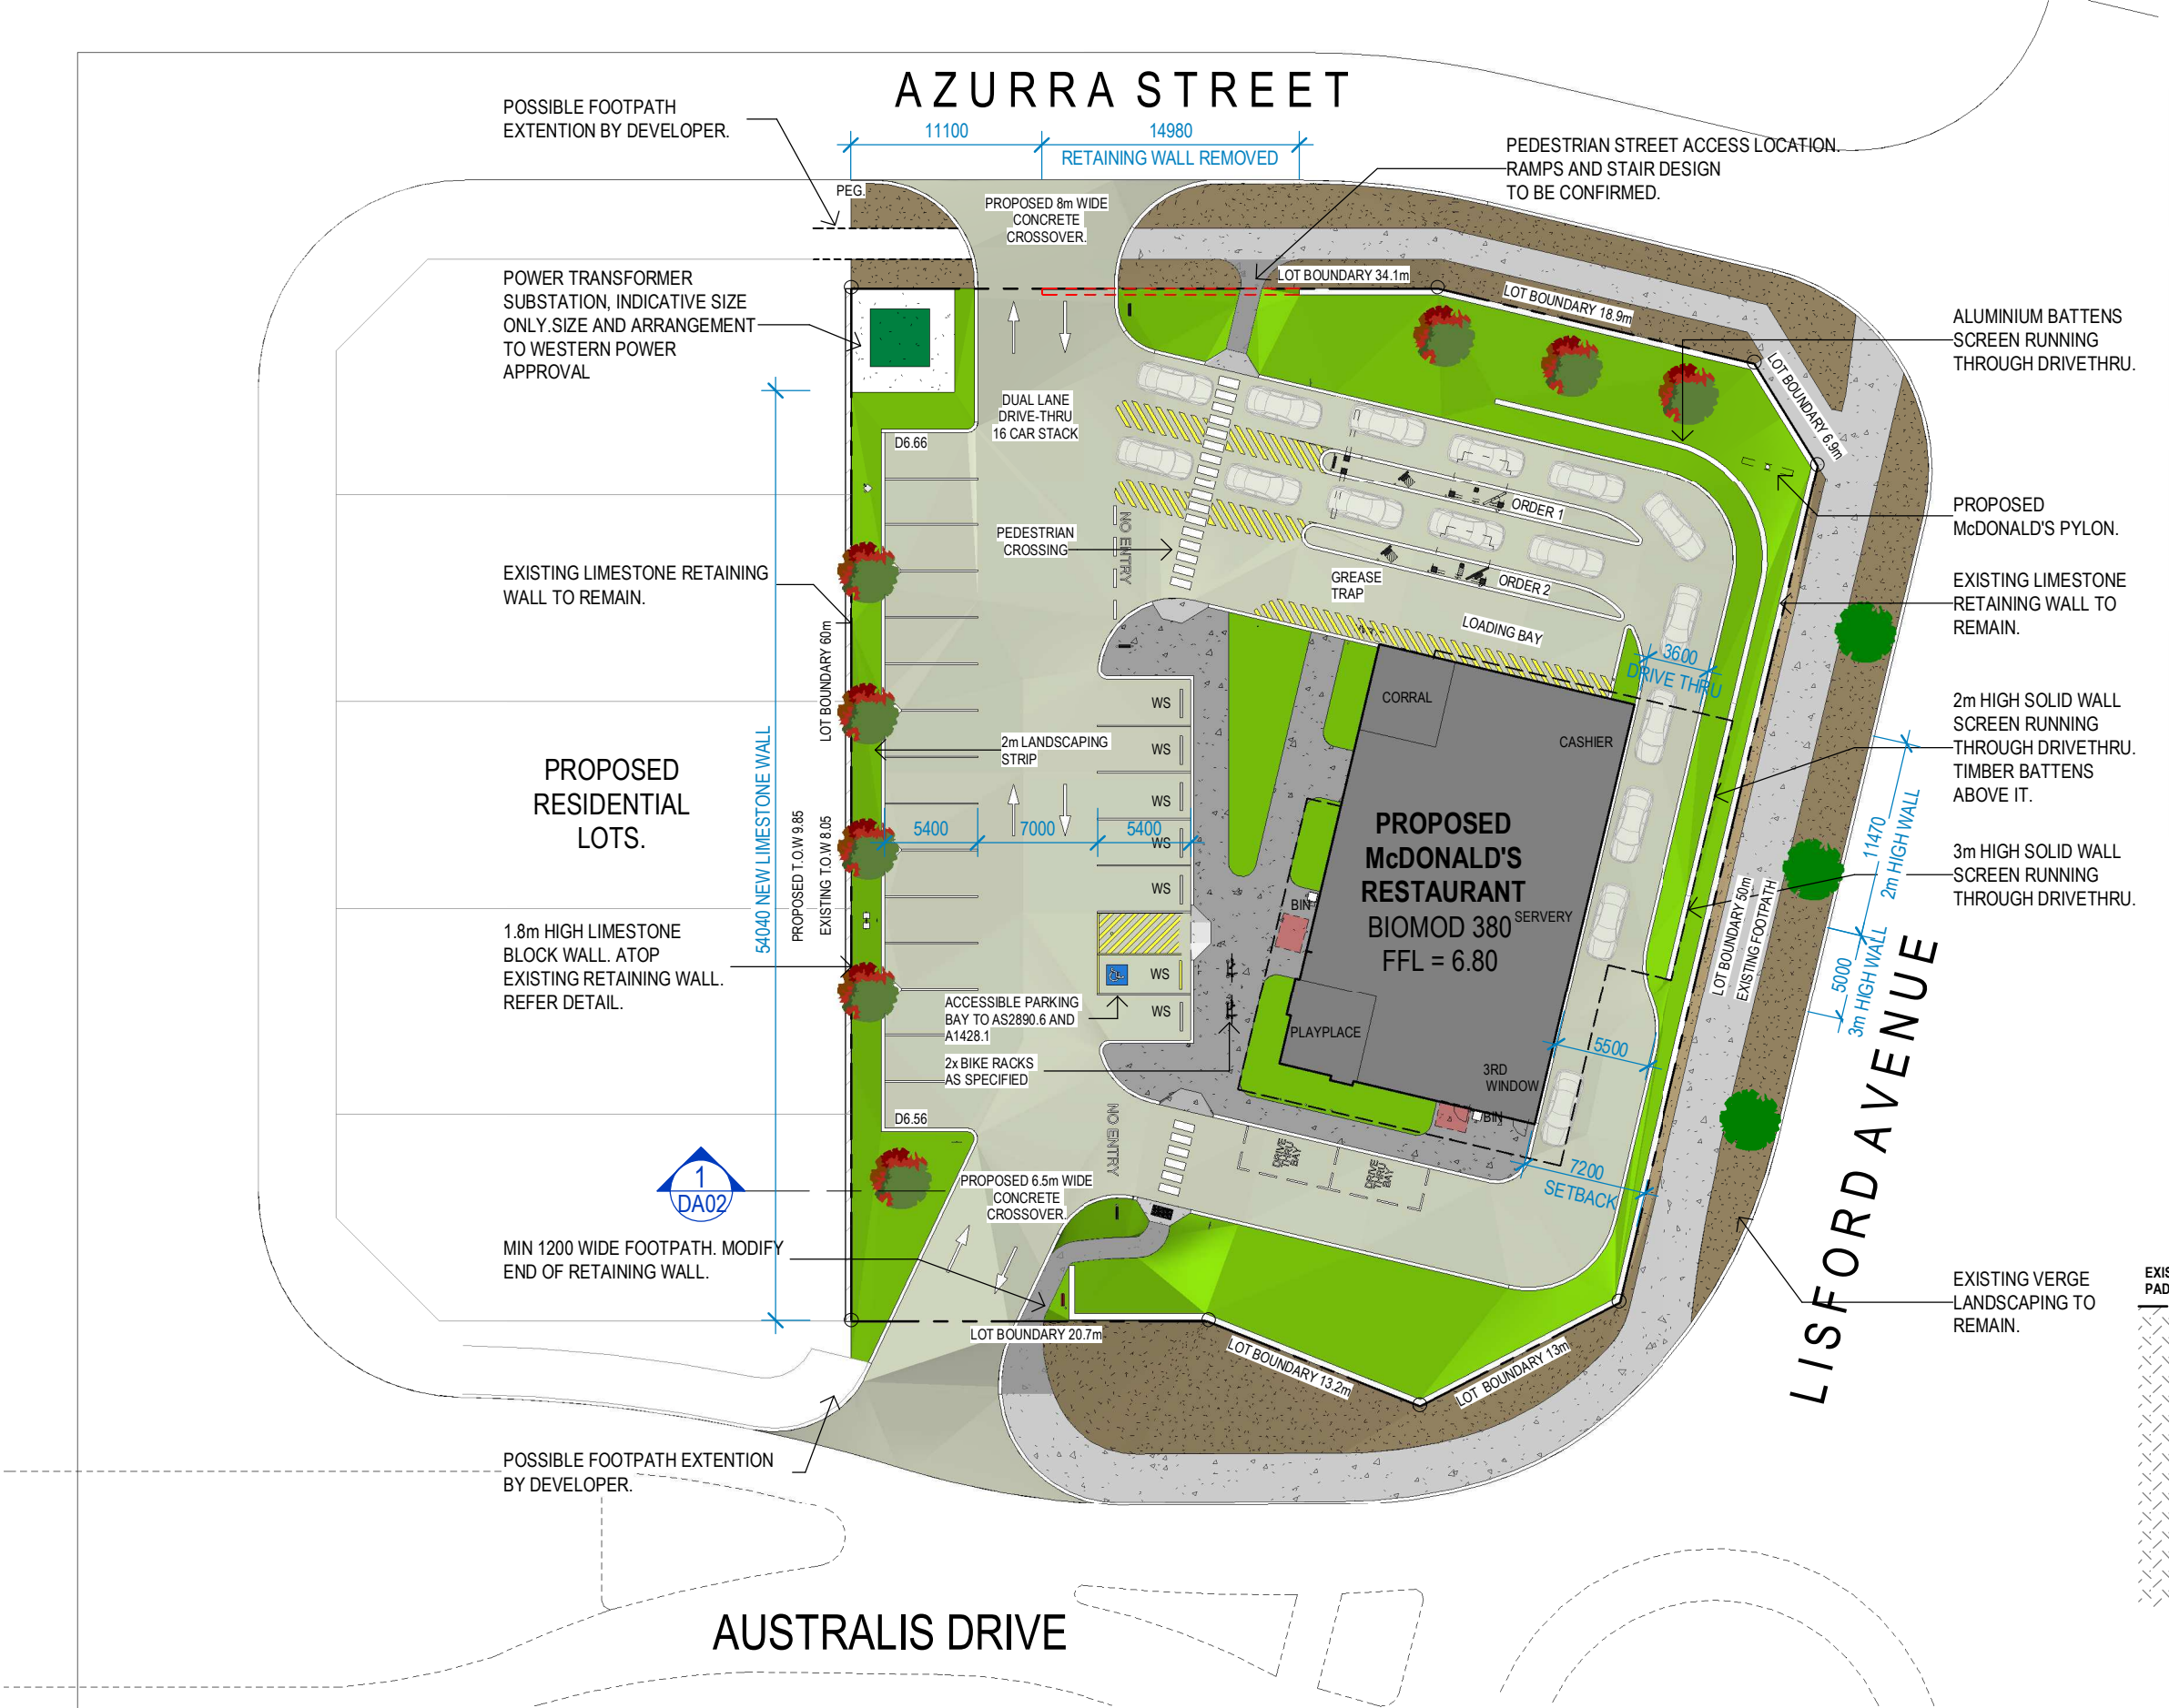 AZURRA STREET
POSSIBLE FOOTPATH
EXTENTION BY DEVELOPER.
11100
14980
RETAINING WALL REMOVED
PEDESTRIAN STREET ACCESS LOCATION.
RAMPS AND STAIR DESIGN
TO BE CONFIRMED.
PEG.
PROPOSED 8m WIDE
CONCRETE
CROSSOVER.
LOT BOUNDARY 34.1m
LOT BOUNDARY 18.9m
LOT BOUNDARY 6.9m
POWER TRANSFORMER
SUBSTATION, INDICATIVE SIZE
ONLY.SIZE AND ARRANGEMENT
TO WESTERN POWER
APPROVAL
ALUMINIUM BATTENS
SCREEN RUNNING
THROUGH DRIVETHRU.
DUAL LANE
DRIVE-THRU
16 CAR STACK
D6.66
NO ENTRY
PEDESTRIAN
CROSSING
ORDER 1
ORDER 2
GREASE
TRAP
LOADING BAY
PROPOSED
McDONALD'S PYLON.
EXISTING LIMESTONE RETAINING
WALL TO REMAIN.
EXISTING LIMESTONE
RETAINING WALL TO
REMAIN.
LOT BOUNDARY 60m
3600
DRIVE THRU
CORRAL
CASHIER
WS
WS
WS
WS
WS
WS
WS
2m LANDSCAPING
STRIP
2m HIGH SOLID WALL
SCREEN RUNNING
THROUGH DRIVETHRU.
TIMBER BATTENS
ABOVE IT.
PROPOSED
RESIDENTIAL
LOTS.
54040 NEW LIMESTONE WALL
PROPOSED T.O.W 9.85
EXISTING T.O.W 8.05
5400
7000
5400
PROPOSED
McDONALD'S
RESTAURANT
BIOMOD 380
FFL = 6.80
SERVERY
BIN
11470
2m HIGH WALL
3m HIGH SOLID WALL
SCREEN RUNNING
THROUGH DRIVETHRU.
LOT BOUNDARY 50m
EXISTING FOOTPATH
5000
3m HIGH WALL
LISFORD AVENUE
1.8m HIGH LIMESTONE
BLOCK WALL. ATOP
EXISTING RETAINING WALL.
REFER DETAIL.
ACCESSIBLE PARKING
BAY TO AS2890.6 AND
A1428.1
2x BIKE RACKS
AS SPECIFIED
PLAYPLACE
3RD
WINDOW
BIN
5500
D6.56
NO ENTRY
DRIVE
THRU
BAY
DRIVE
THRU
BAY
7200
SETBACK
1
DA02
PROPOSED 6.5m WIDE
CONCRETE
CROSSOVER.
MIN 1200 WIDE FOOTPATH. MODIFY
END OF RETAINING WALL.
LOT BOUNDARY 20.7m
LOT BOUNDARY 13.2m
LOT BOUNDARY 13m
EXISTING VERGE
LANDSCAPING TO
REMAIN.
POSSIBLE FOOTPATH EXTENTION
BY DEVELOPER.
AUSTRALIS DRIVE